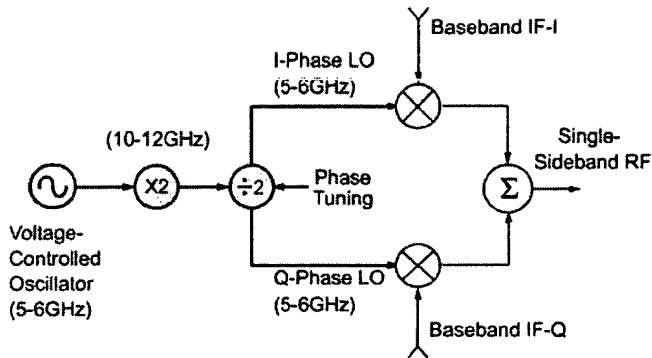 Baseband IF-I
I-Phase LO
(5-6GHz)
(10-12GHz)
Single-
Sideband RF
X2
÷2
Phase
Tuning
Σ
Voltage-
Controlled
Oscillator
(5-6GHz)
Q-Phase LO
(5-6GHz)
Baseband IF-Q